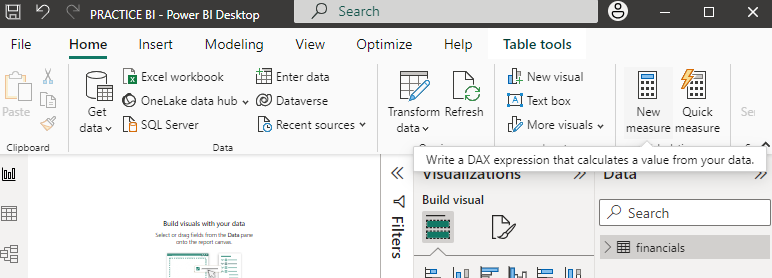 PRACTICE BI - Power BI Desktop
Search
File Home Insert Modeling View Optimize Help Table tools
Paste
Clipboard
Get data
Excel workbook
OneLake data hub
SQL Server
Enter data
Dataverse
Recent sources
Data
Transform data
Refresh
New visual
Text box
More visuals
New measure
Quick measure
Write a DAX expression that calculates a value from your data.
Build visuals with your data
Select or drag fields from the Data pane
onto the report canvas.
Filters
Visualizations
Build visual
Data
Search
financials